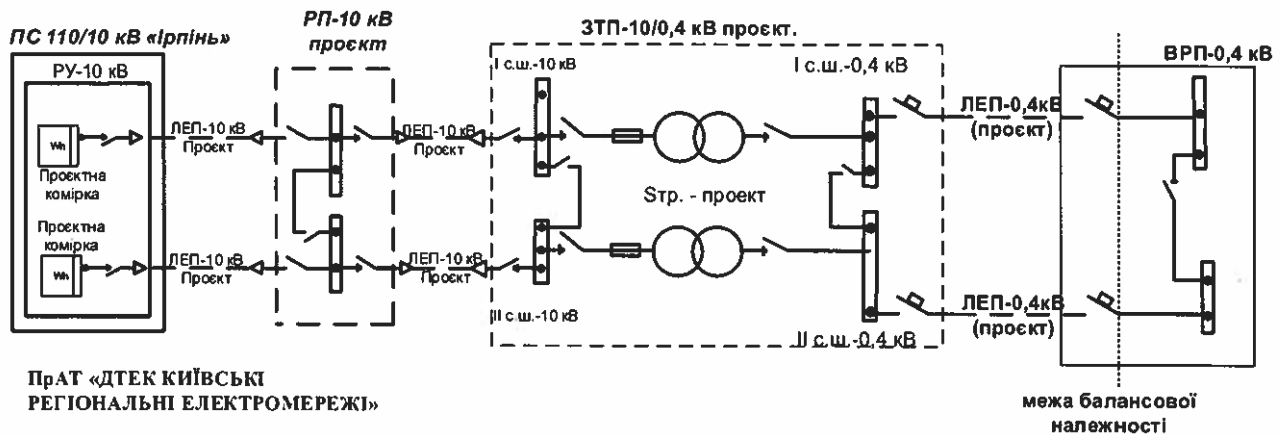 ПС 110/10 кВ «Ірпінь»
РУ-10 кВ
Wh
Проєктна
комірка
Проєктна
комірка
Wh
ЛЕП-10 кВ
Проєкт
ЛЕП-10 кВ
Проєкт
РП-10 кВ
проєкт
ЛЕП-10 кВ
Проєкт
ЛЕП-10 кВ
Проєкт
ЗТП-10/0,4 кВ проєкт.
І с.ш.-10 кВ
І с.ш.-0,4 кВ
Sтр. - проект
ІІ с.ш.-10 кВ
ІІ с.ш.-0,4 кВ
ЛЕП-0,4кВ
(проєкт)
ЛЕП-0,4кВ
(проєкт)
ВРП-0,4 кВ
ПрАТ «ДТЕК КИЇВСЬКІ
РЕГІОНАЛЬНІ ЕЛЕКТРОМЕРЕЖІ»
межа балансової
належності